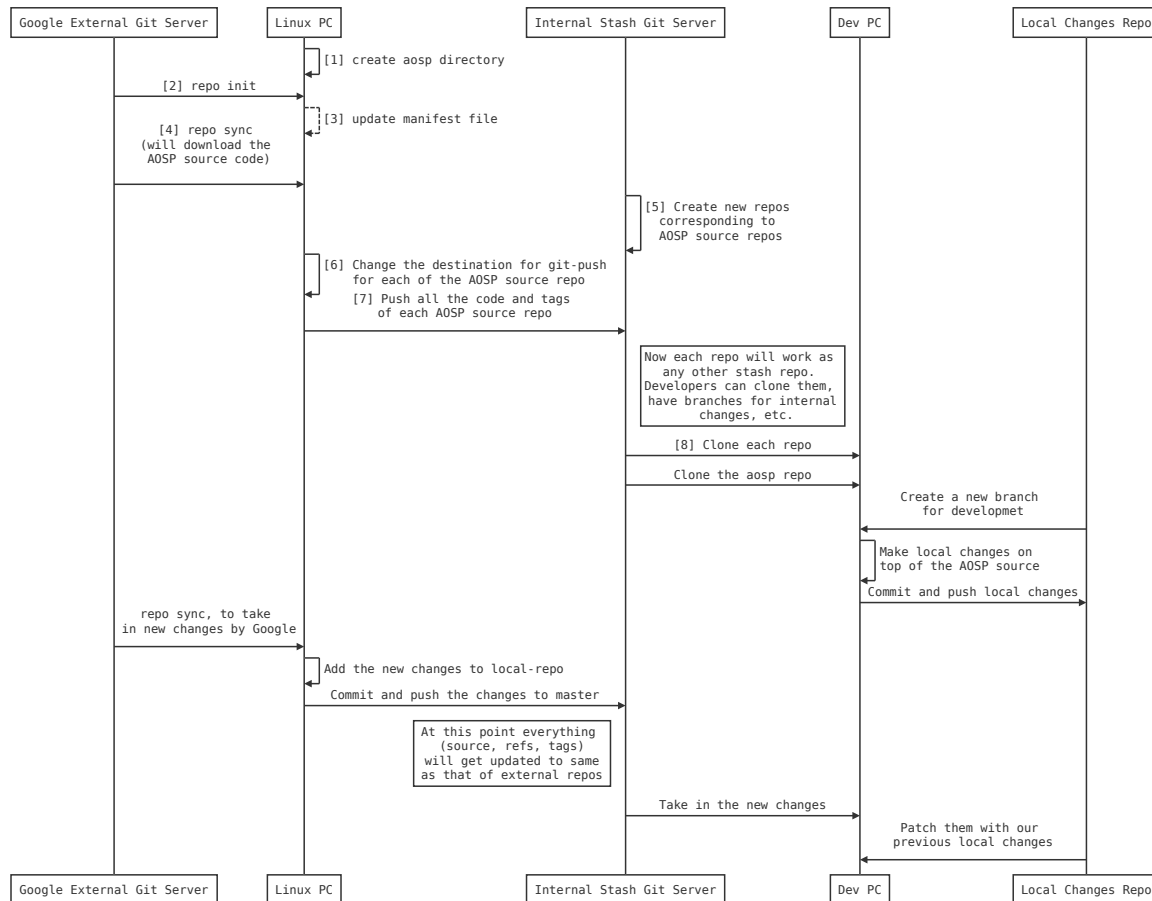 Google External Git Server
Linux PC
Internal Stash Git Server
Dev PC
Local Changes Repo
[1] create aosp directory
[2] repo init
[3] update manifest file
[4] repo sync
(will download the
AOSP source code)
[5] Create new repos
corresponding to
AOSP source repos
[6] Change the destination for git-push
for each of the AOSP source repo
[7] Push all the code and tags
of each AOSP source repo
Now each repo will work as
any other stash repo.
Developers can clone them,
have branches for internal
changes, etc.
[8] Clone each repo
Clone the aosp repo
Create a new branch
for developmet
Make local changes on
top of the AOSP source
Commit and push local changes
repo sync, to take
in new changes by Google
Add the new changes to local-repo
Commit and push the changes to master
At this point everything
(source, refs, tags)
will get updated to same
as that of external repos
Take in the new changes
Patch them with our
previous local changes
Google External Git Server
Linux PC
Internal Stash Git Server
Dev PC
Local Changes Repo